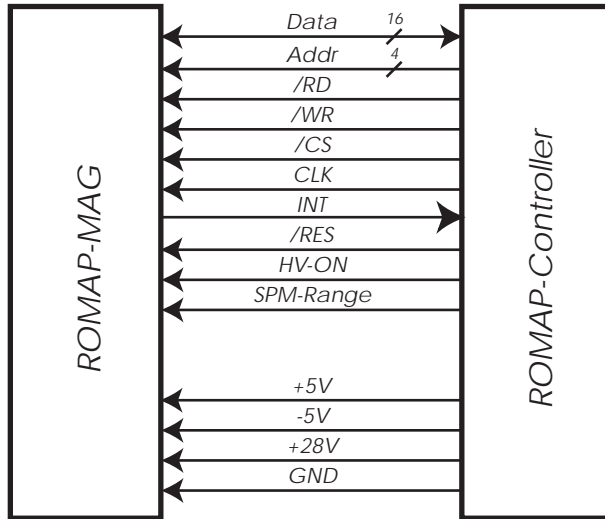 ROMAP-MAG
Data 16
Addr 4
/RD
/WR
/CS
CLK
INT
/RES
HV-ON
SPM-Range
+5V
-5V
+28V
GND
ROMAP-Controller